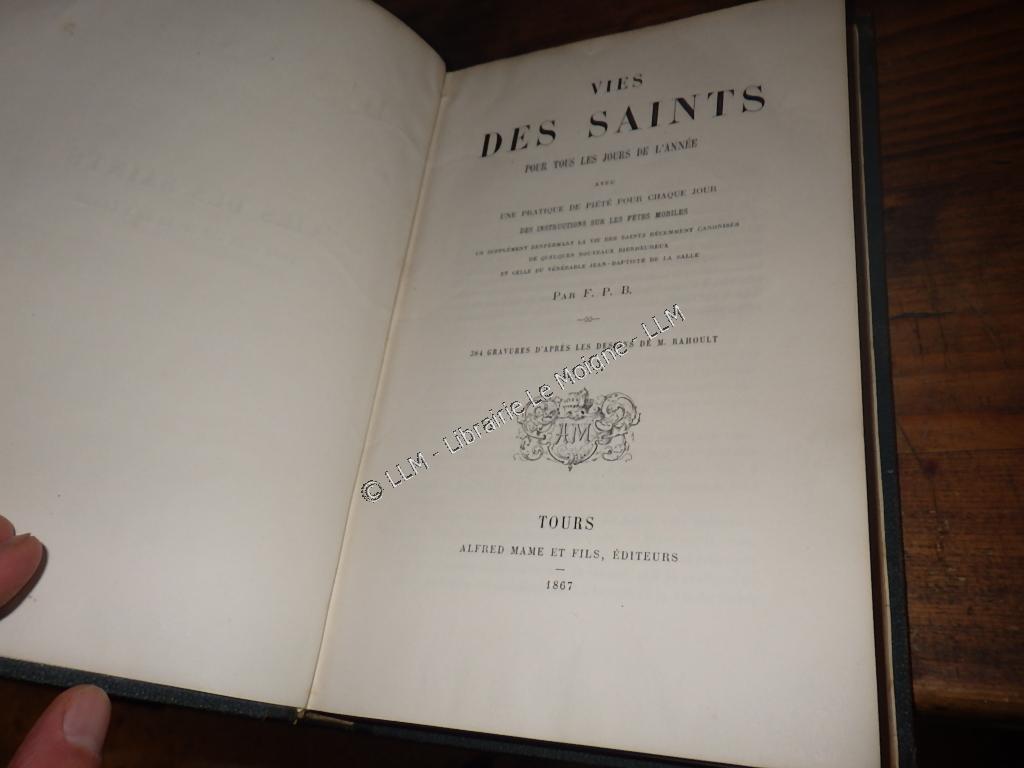 VIES
DES SAINTS
POUR TOUS LES JOURS DE L'ANNÉE
AVEC
UNE PRATIQUE DE PIÉTÉ POUR CHAQUE JOUR
DES INSTRUCTIONS SUR LES FÊTES MOBILES
UN SUPPLÉMENT RENFERMANT LA VIE DES SAINTS RÉCEMMENT CANONISÉS
DE QUELQUES NOUVEAUX BIENHEUREUX
ET CELLE DU VÉNÉRABLE JEAN-BAPTISTE DE LA SALLE
PAR F. P. B.
384 GRAVURES D'APRÈS LES DESSINS DE M. RAHOULT
© LLM - Librairie Le Moigne - LLM
AM
TOURS
ALFRED MAME ET FILS, ÉDITEURS
1867